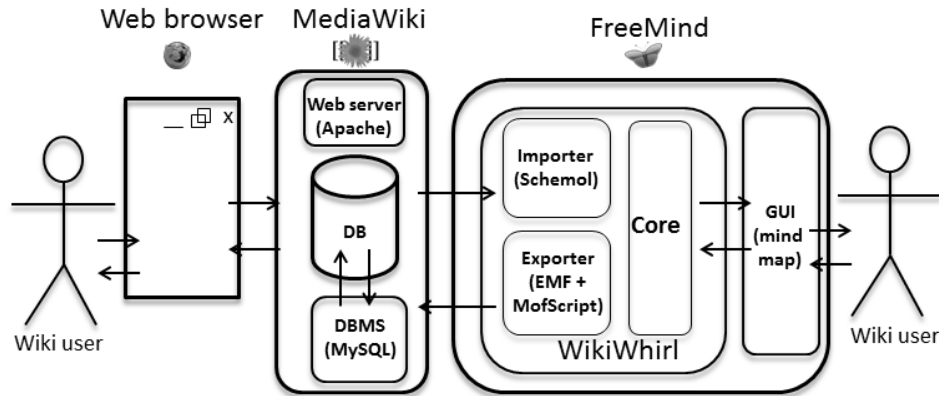 Web browser
MediaWiki
[[ ]]
FreeMind
_ x
Web server
(Apache)
DB
DBMS
(MySQL)
Importer
(Schemol)
Exporter
(EMF +
MofScript)
Core
WikiWhirl
GUI
(mind
map)
Wiki user
Wiki user